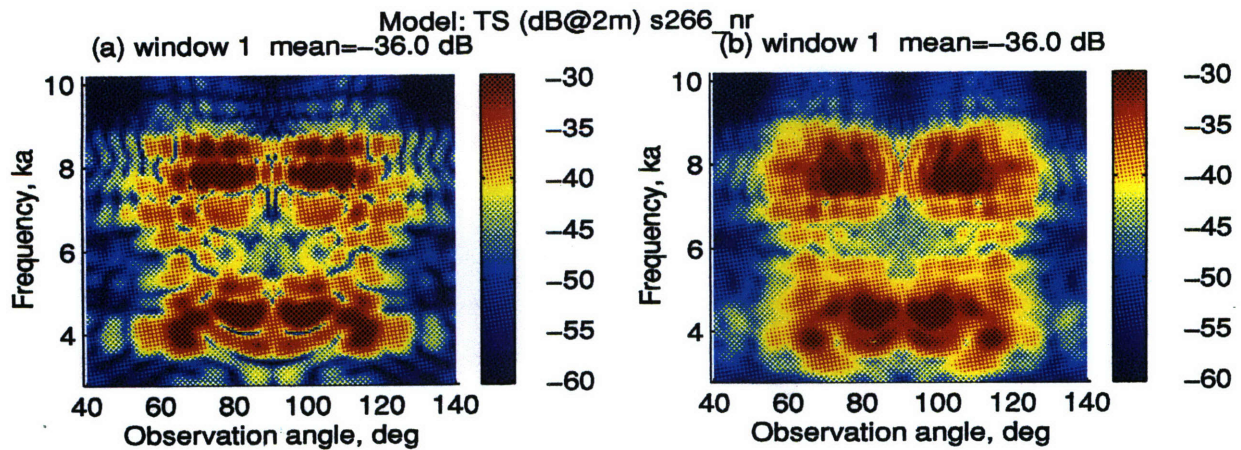 Model: TS (dB@2m) s266_nr
(a) window 1 mean=−36.0 dB
(b) window 1 mean=−36.0 dB
10
8
6
4
Frequency, ka
40 60 80 100 120 140
Observation angle, deg
−30
−35
−40
−45
−50
−55
−60
10
8
6
4
Frequency, ka
40 60 80 100 120 140
Observation angle, deg
−30
−35
−40
−45
−50
−55
−60